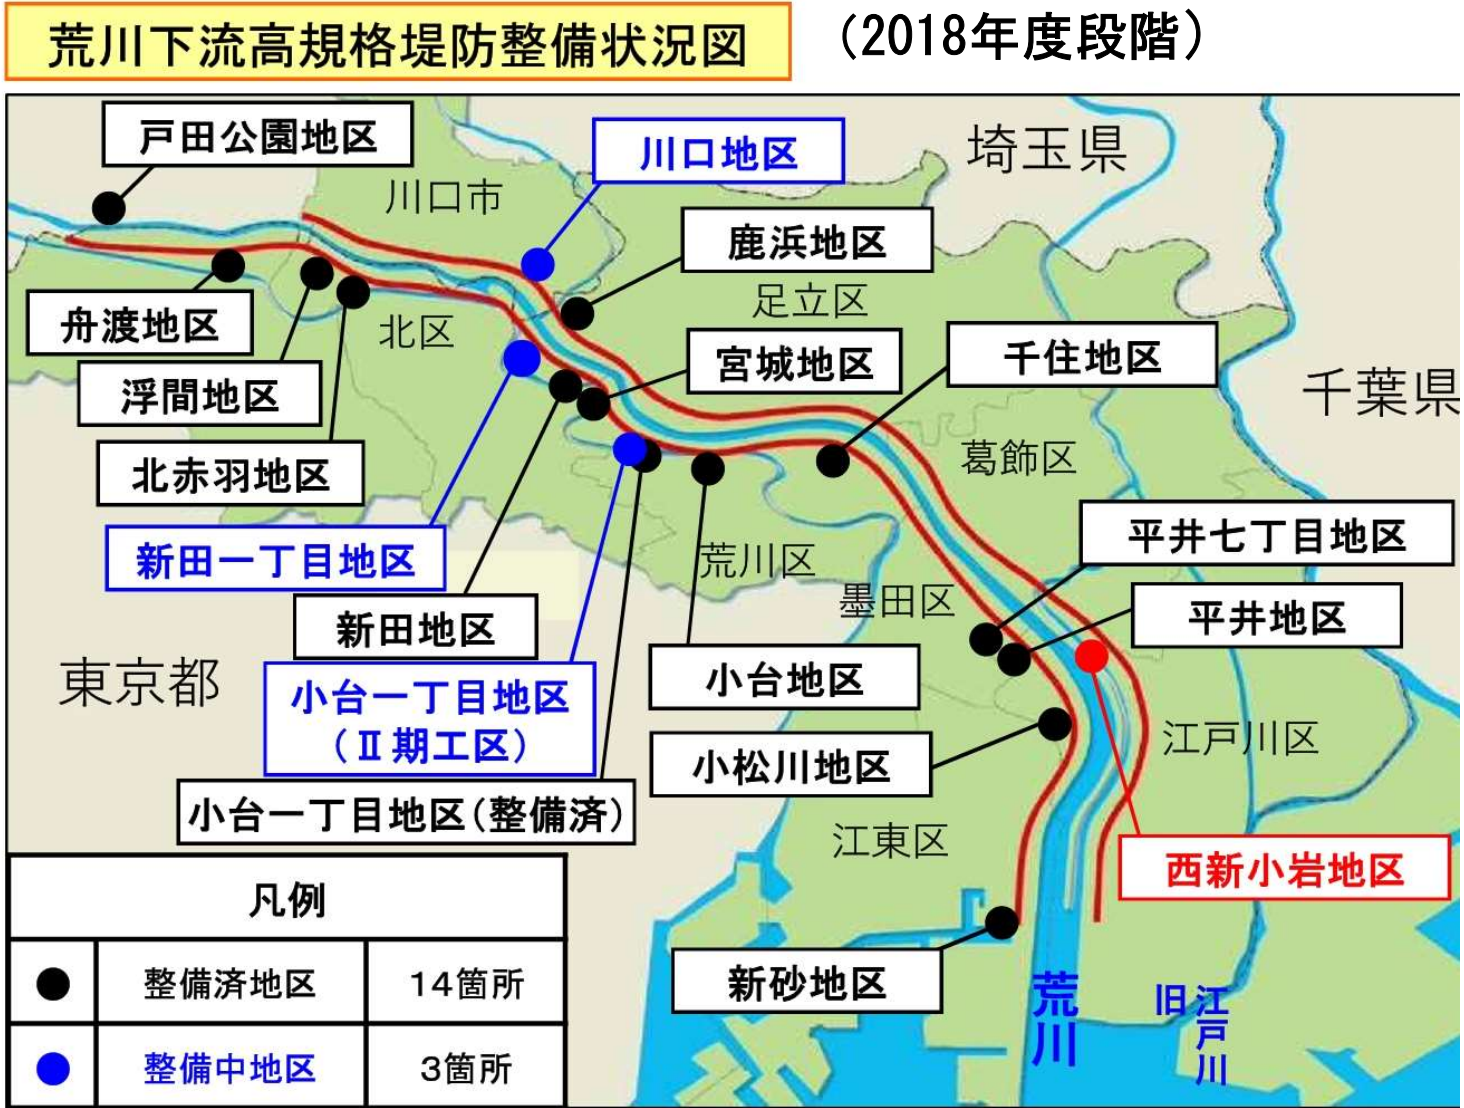 荒川下流高規格堤防整備状況図
（2018年度段階）
戸田公園地区
川口地区
埼玉県
川口市
鹿浜地区
足立区
舟渡地区
北区
宮城地区
千住地区
浮間地区
千葉県
北赤羽地区
葛飾区
新田一丁目地区
平井七丁目地区
荒川区
墨田区
新田地区
平井地区
東京都
小台一丁目地区
（Ⅱ期工区）
小台地区
江戸川区
小松川地区
小台一丁目地区（整備済）
江東区
西新小岩地区
新砂地区
荒川
旧江戸川
凡例
整備済地区 14箇所
整備中地区 3箇所